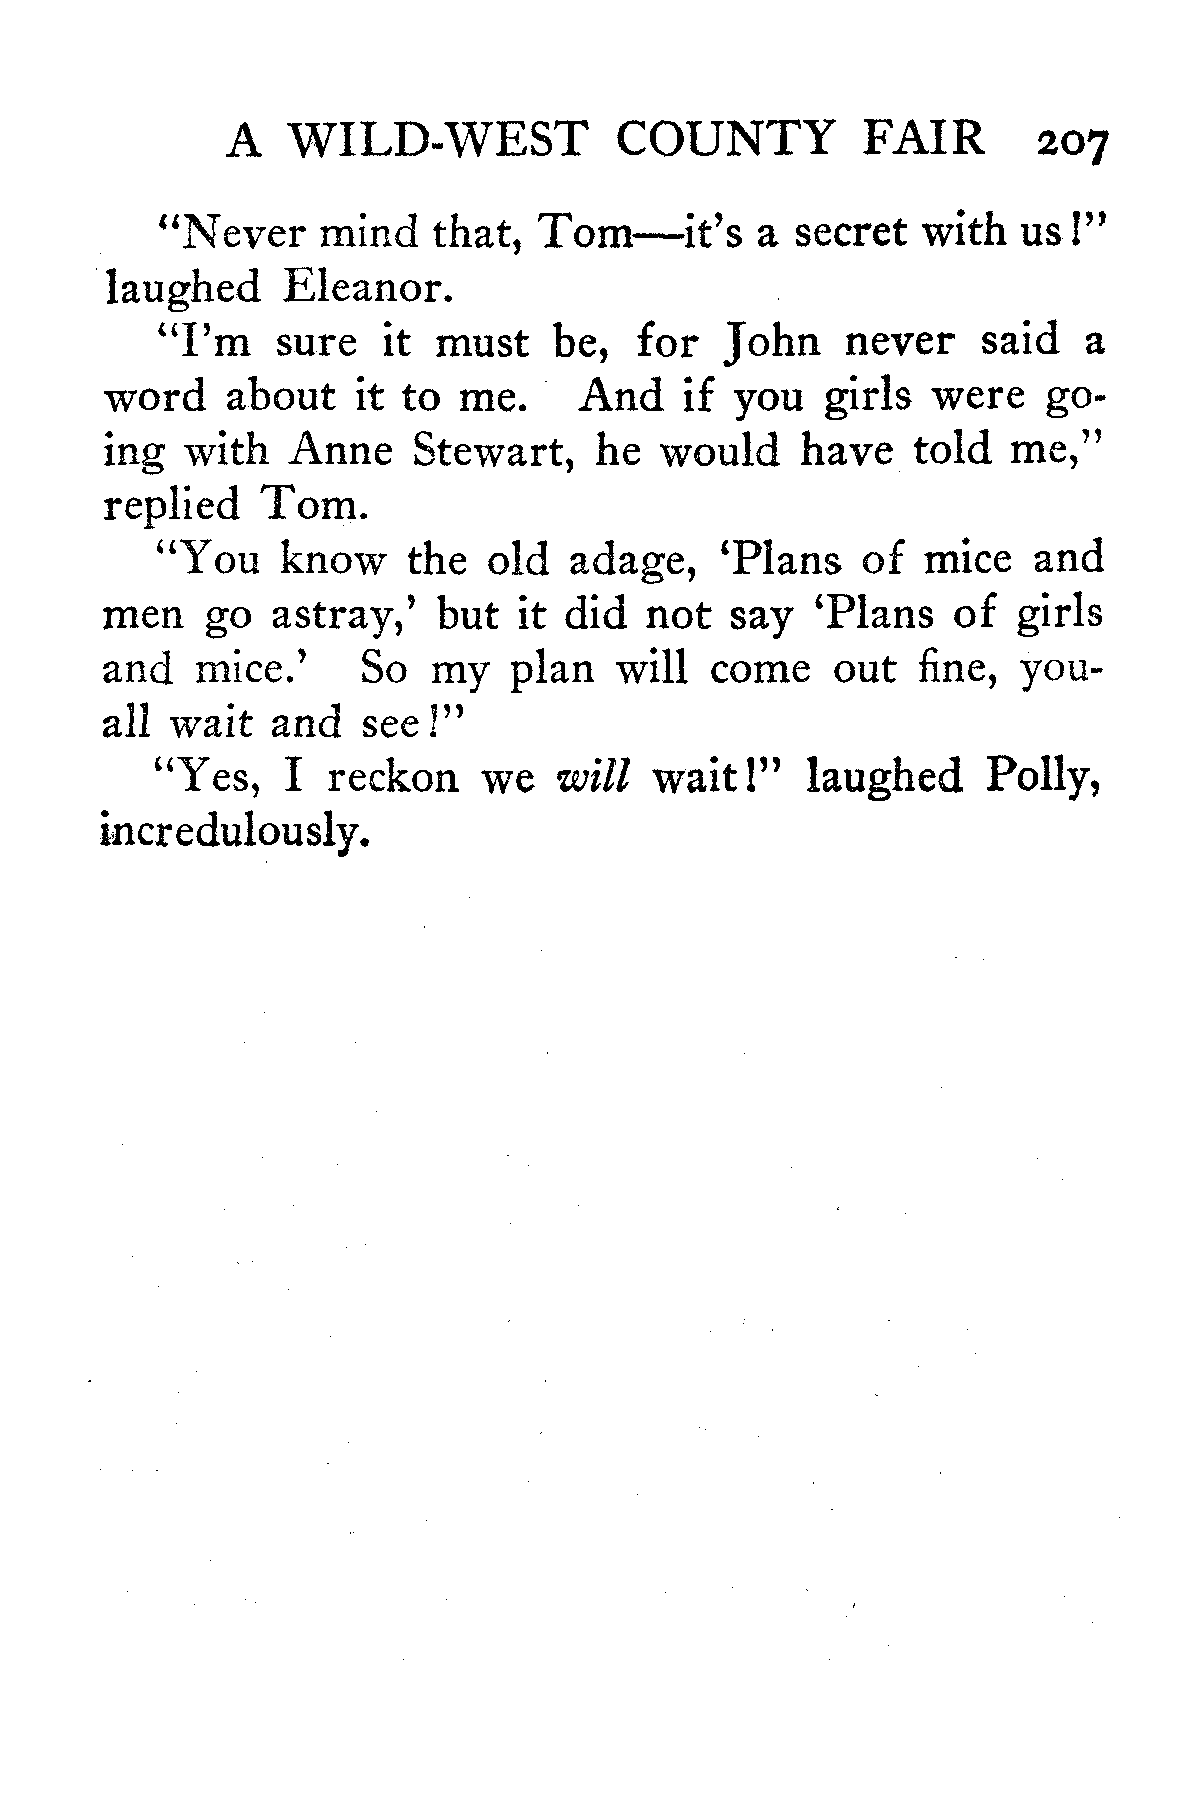 A WILD-WEST COUNTY FAIR 207
"Never mind that, Tom—it's a secret with us!"
laughed Eleanor.
"I'm sure it must be, for John never said a
word about it to me. And if you girls were go-
ing with Anne Stewart, he would have told me,"
replied Tom.
"You know the old adage, 'Plans of mice and
men go astray,' but it did not say 'Plans of girls
and mice.' So my plan will come out fine, you-
all wait and see!"
"Yes, I reckon we will wait!" laughed Polly,
incredulously.